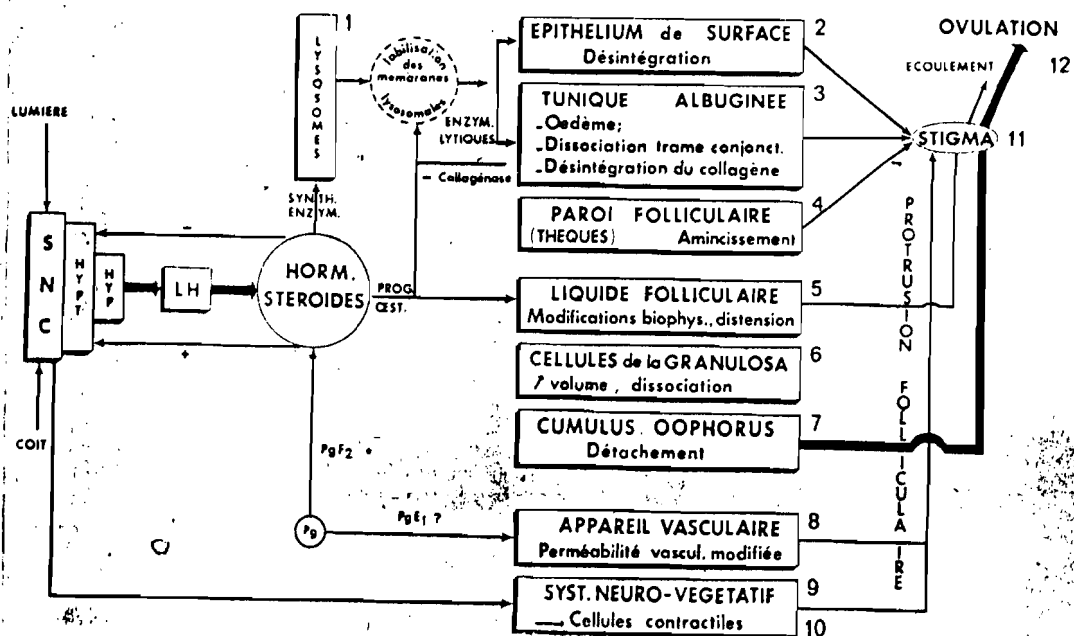 LUMIERE
COIT
SNC
HYPT.
HYP
LH
HORM.
STEROIDES
-
+
SYNTH.
ENZYM.
LYSOSOMES
1
labilisation
des
membranes
lysosomales
ENZYM.
LYTIQUES
- Collagénase
PROG.
ŒST.
PgF2
Pg
PgE1 ?
EPITHELIUM de SURFACE
Désintégration
2
TUNIQUE ALBUGINEE
-Oedème;
-Dissociation trame conjonct.
-Désintégration du collagène
3
PAROI FOLLICULAIRE
(THEQUES) Amincissement
4
LIQUIDE FOLLICULAIRE
Modifications biophys., distension
5
CELLULES de la GRANULOSA
↗ volume, dissociation
6
CUMULUS OOPHORUS
Détachement
7
APPAREIL VASCULAIRE
Perméabilité vascul. modifiée
8
SYST. NEURO-VEGETATIF
→ Cellules contractiles
9
10
PROTRUSION FOLLICULAIRE
STIGMA
11
ECOULEMENT
OVULATION
12